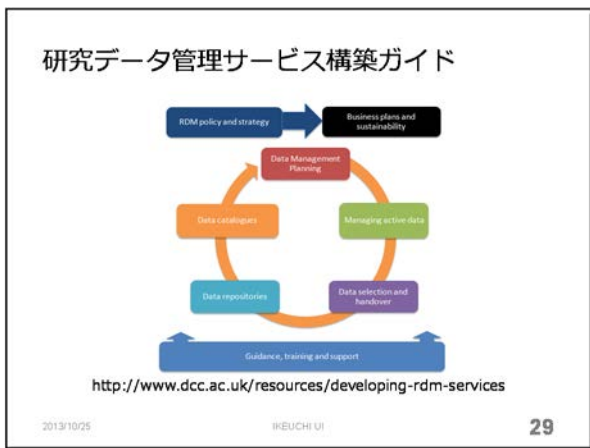 研究データ管理サービス構築ガイド
RDM policy and strategy
Business plans and
sustainability
Data Management
Planning
Data catalogues
Managing active data
Data repositories
Data selection and
handover
Guidance, training and support
http://www.dcc.ac.uk/resources/developing-rdm-services
2013/10/25
IKEUCHI UI
29